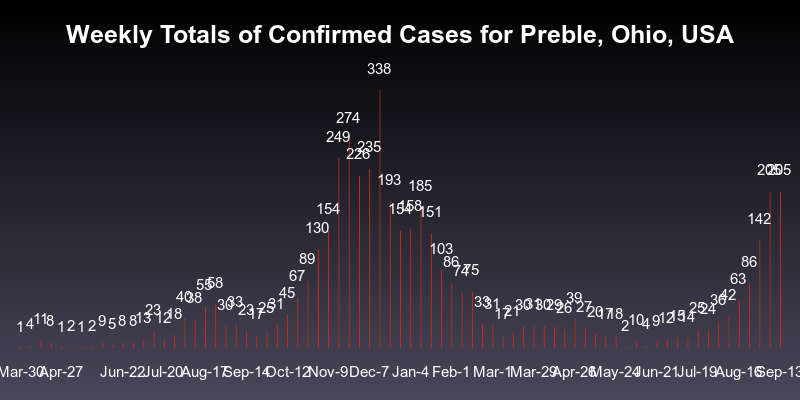 Weekly Totals of Confirmed Cases for Preble, Ohio, USA
338
274
249
226 235
193 185
154 154 158 151
130
103
89 86 74 75
67
45
55 58
40 38 30 33 23 17 25 31
1 4 11 8 1 2 1 2 9 5 8 8 13 23 12 18
33 31 17 21 30 31 30 29 26 39 27 20 17 18 2 10 4 9 12 15 14 25 24 36 42
63
86
142
205 205
Mar-30 Apr-27 Jun-22 Jul-20 Aug-17 Sep-14 Oct-12 Nov-9 Dec-7 Jan-4 Feb-1 Mar-1 Mar-29 Apr-26 May-24 Jun-21 Jul-19 Aug-16 Sep-13